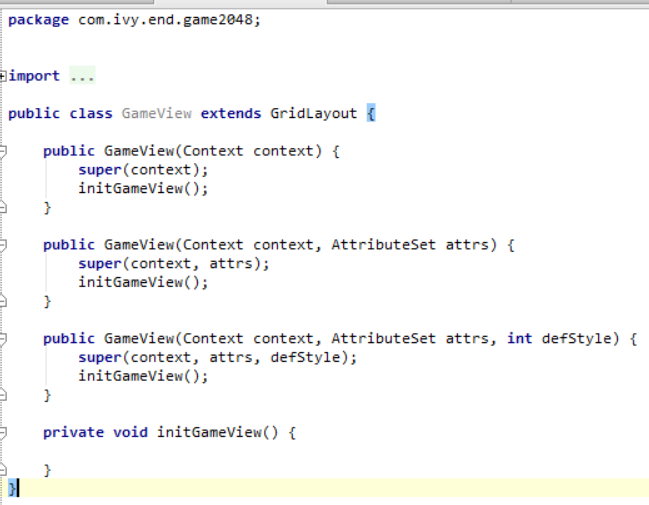 package com.ivy.end.game2048;
import ...
public class GameView extends GridLayout {
public GameView(Context context) {
super(context);
initGameView();
}
public GameView(Context context, AttributeSet attrs) {
super(context, attrs);
initGameView();
}
public GameView(Context context, AttributeSet attrs, int defStyle) {
super(context, attrs, defStyle);
initGameView();
}
private void initGameView() {
}
}